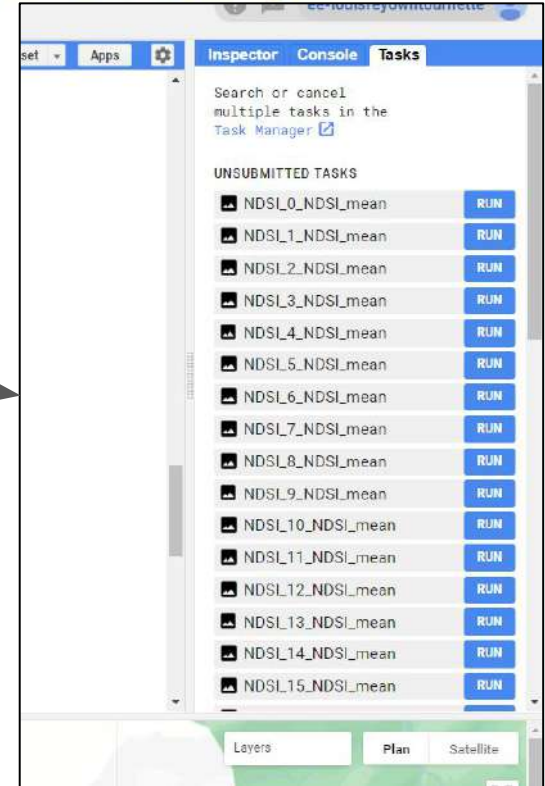 set Apps
Inspector Console Tasks
Search or cancel
multiple tasks in the
Task Manager
UNSUBMITTED TASKS
NDSI_0_NDSI_mean RUN
NDSI_1_NDSI_mean RUN
NDSI_2_NDSI_mean RUN
NDSI_3_NDSI_mean RUN
NDSI_4_NDSI_mean RUN
NDSI_5_NDSI_mean RUN
NDSI_6_NDSI_mean RUN
NDSI_7_NDSI_mean RUN
NDSI_8_NDSI_mean RUN
NDSI_9_NDSI_mean RUN
NDSI_10_NDSI_mean RUN
NDSI_11_NDSI_mean RUN
NDSI_12_NDSI_mean RUN
NDSI_13_NDSI_mean RUN
NDSI_14_NDSI_mean RUN
NDSI_15_NDSI_mean RUN
Layers Plan Satellite